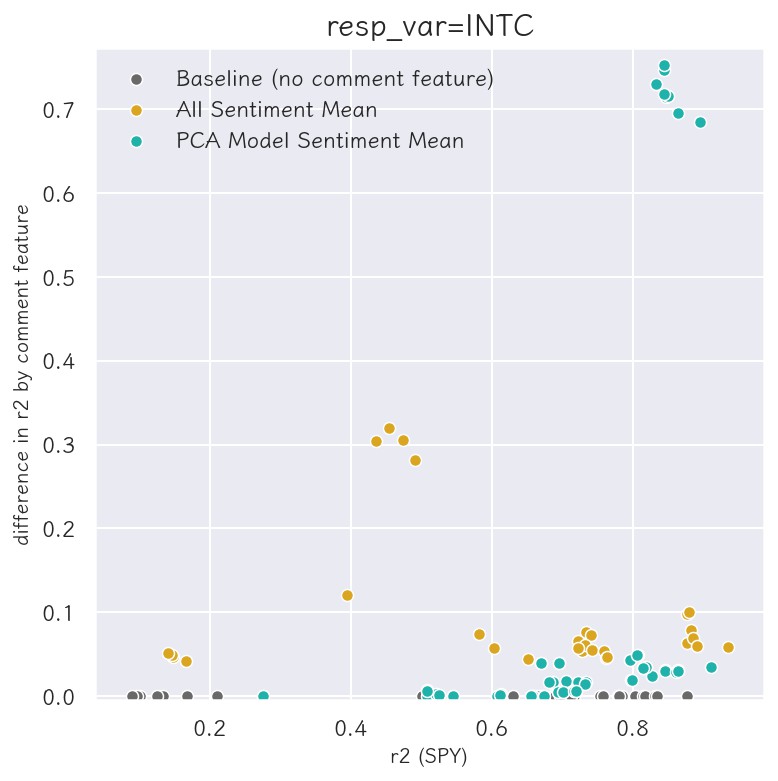 resp_var=INTC
Baseline (no comment feature)
All Sentiment Mean
PCA Model Sentiment Mean
difference in r2 by comment feature
0.7
0.6
0.5
0.4
0.3
0.2
0.1
0.0
0.2 0.4 0.6 0.8
r2 (SPY)